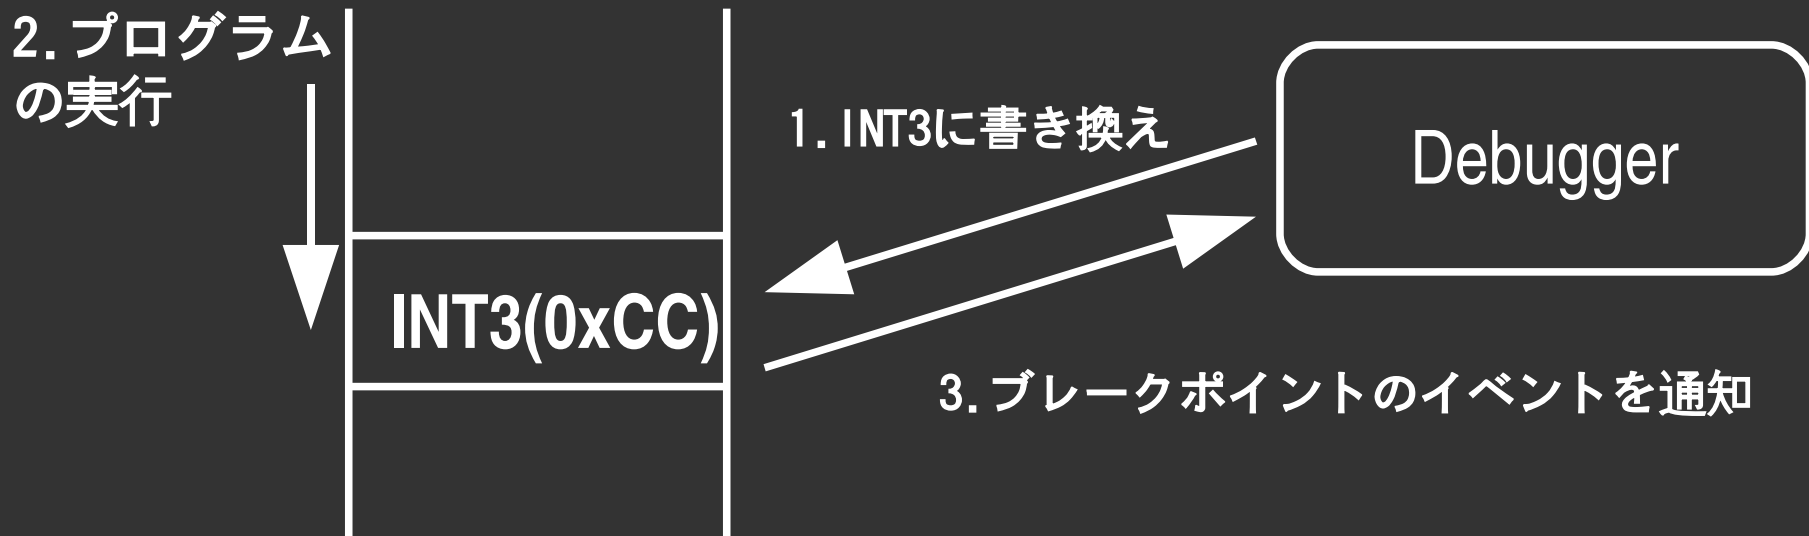 2.プログラム
の実行
1.INT3に書き換え
Debugger
INT3(0xCC)
3.ブレークポイントのイベントを通知